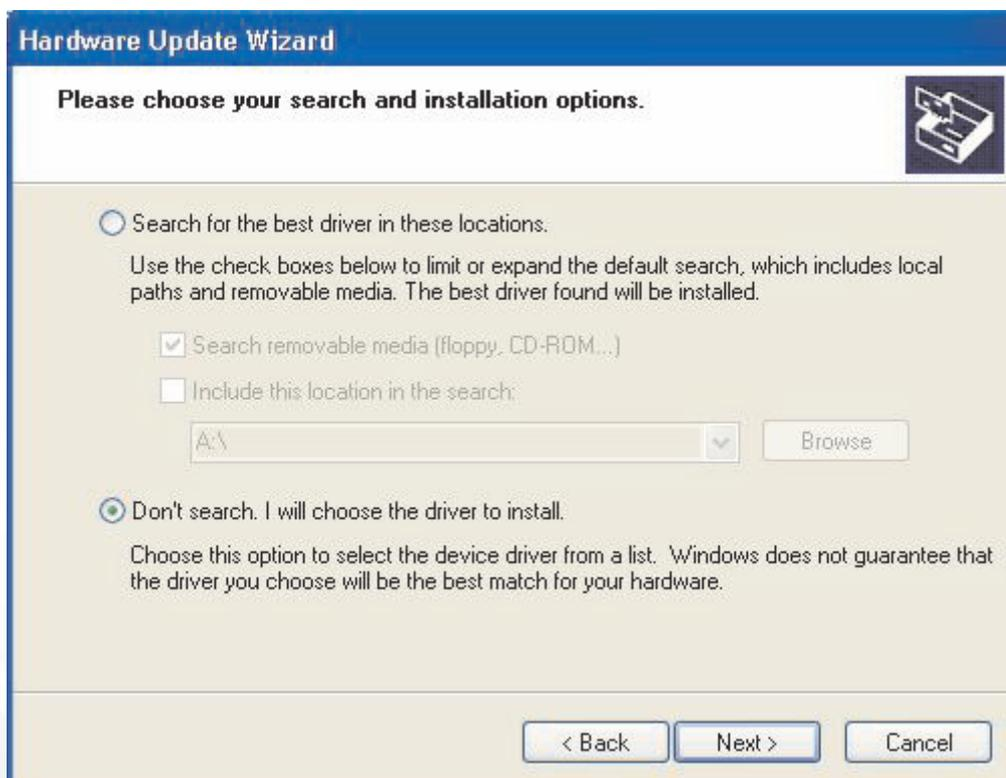 Hardware Update Wizard
Please choose your search and installation options.
Search for the best driver in these locations.
Use the check boxes below to limit or expand the default search, which includes local
paths and removable media. The best driver found will be installed.
Search removable media (floppy, CD-ROM...)
Include this location in the search:
A:\
Browse
Don't search. I will choose the driver to install.
Choose this option to select the device driver from a list.  Windows does not guarantee that
the driver you choose will be the best match for your hardware.
< Back
Next >
Cancel